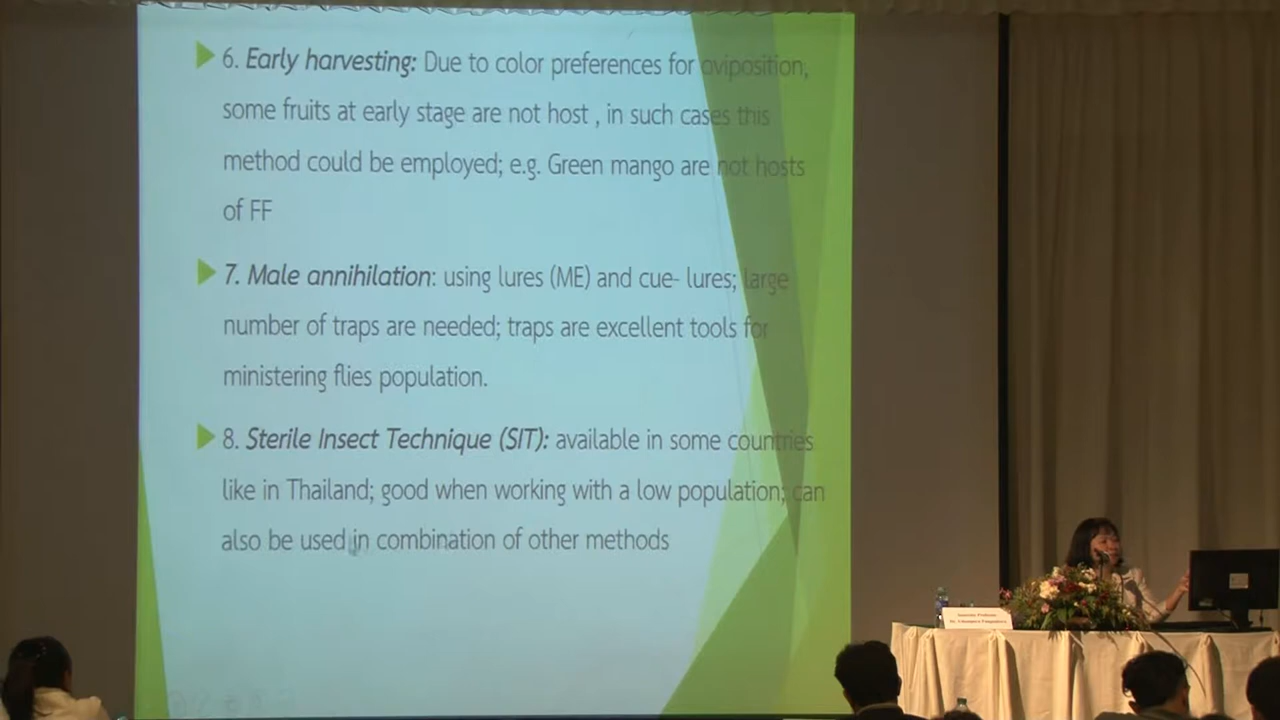 6. Early harvesting: Due to color preferences for oviposition,
some fruits at early stage are not host , in such cases this
method could be employed; e.g. Green mango are not hosts
of FF
7. Male annihilation: using lures (ME) and cue- lures; large
number of traps are needed; traps are excellent tools for
ministering flies population.
8. Sterile Insect Technique (SIT): available in some countries
like in Thailand; good when working with a low population; can
also be used in combination of other methods
Associate Professor
Dr.